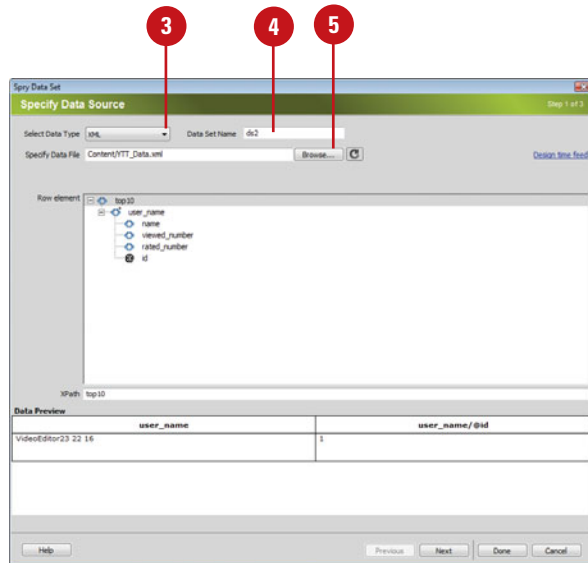 3 4 5
Spry Data Set
Specify Data Source Step 1 of 3
Select Data Type XML Data Set Name ds2
Specify Data File Content/YTT_Data.xml Browse... Design time feed
Row element top10
user_name
name
viewed_number
rated_number
id
XPath top10
Data Preview
user_name user_name/@id
VideoEditor23 22 16 1
Help Previous Next Done Cancel